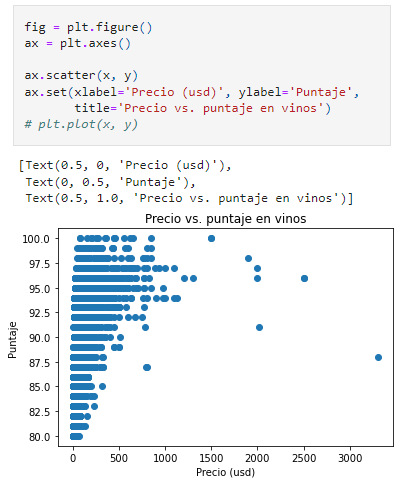 fig = plt.figure()
ax = plt.axes()
ax.scatter(x, y)
ax.set(xlabel='Precio (usd)', ylabel='Puntaje',
       title='Precio vs. puntaje en vinos')
# plt.plot(x, y)
[Text(0.5, 0, 'Precio (usd)'),
 Text(0, 0.5, 'Puntaje'),
 Text(0.5, 1.0, 'Precio vs. puntaje en vinos')]
Precio vs. puntaje en vinos
100.0
97.5
95.0
92.5
90.0
87.5
85.0
82.5
80.0
Puntaje
0 500 1000 1500 2000 2500 3000
Precio (usd)